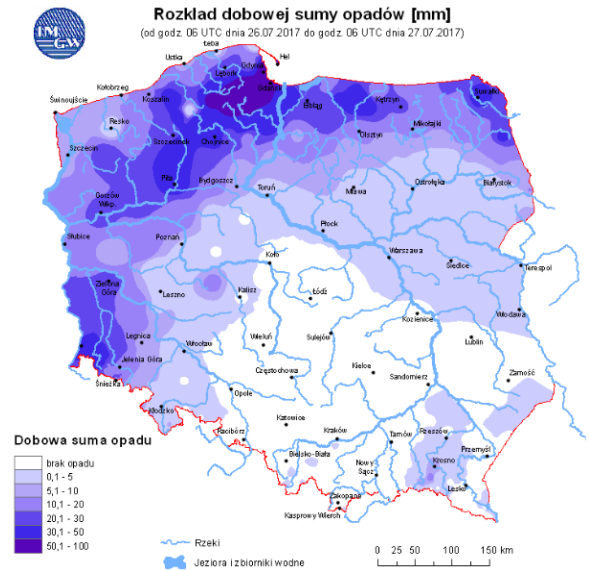 IM
GW
Rozkład dobowej sumy opadów [mm]
(od godz. 06 UTC dnia 26.07.2017 do godz. 06 UTC dnia 27.07.2017)
Łeba
Ustka
Hel
Gdynia
Lębork
Gdańsk
Kołobrzeg
Koszalin
Świnoujście
Elbląg
Kętrzyn
Suwałki
Resko
Mikołajki
Olsztyn
Szczecinek
Chojnice
Szczecin
Piła
Bydgoszcz
Toruń
Mława
Ostrołęka
Białystok
Gorzów
Wlkp.
Płock
Słubice
Poznań
Warszawa
Koło
Siedlce
Terespol
Zielona
Góra
Leszno
Kalisz
Łódź
Kozienice
Włodawa
Legnica
Wrocław
Wieluń
Sulejów
Lublin
Jelenia Góra
Śnieżka
Częstochowa
Kielce
Sandomierz
Zamość
Opole
Kłodzko
Katowice
Racibórz
Kraków
Tarnów
Rzeszów
Przemyśl
Bielsko-Biała
Nowy
Sącz
Krosno
Lesko
Zakopane
Kasprowy Wierch
Dobowa suma opadu
brak opadu
0,1 - 5
5,1 - 10
10,1 - 20
20,1 - 30
30,1 - 50
50,1 - 100
Rzeki
Jeziora i zbiorniki wodne
0 25 50 100 150 km